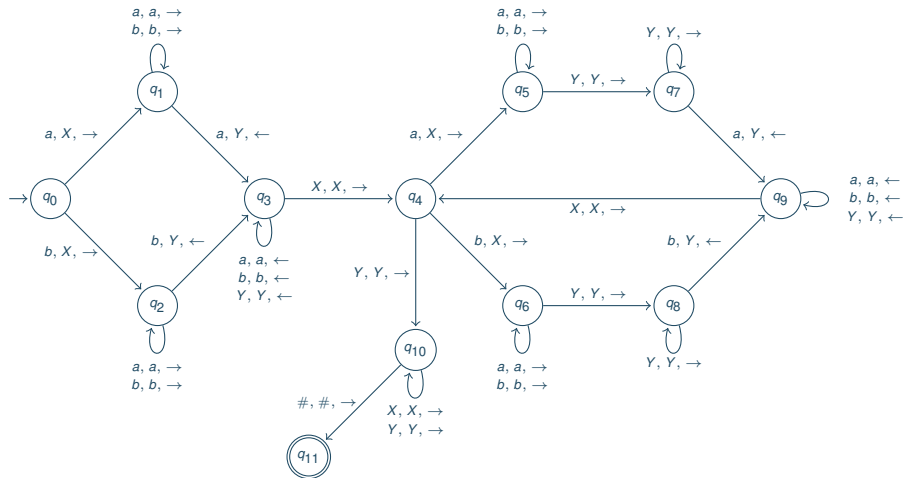 a, a, →
b, b, →
q1
a, X, →
a, Y, ←
q0
b, X, →
b, Y, ←
q2
a, a, →
b, b, →
q3
a, a, ←
b, b, ←
Y, Y, ←
X, X, →
q4
a, a, →
b, b, →
q5
Y, Y, →
Y, Y, →
q7
a, X, →
a, Y, ←
X, X, →
q9
a, a, ←
b, b, ←
Y, Y, ←
b, X, →
b, Y, ←
Y, Y, →
q6
Y, Y, →
q8
a, a, →
b, b, →
Y, Y, →
q10
X, X, →
Y, Y, →
#, #, →
q11